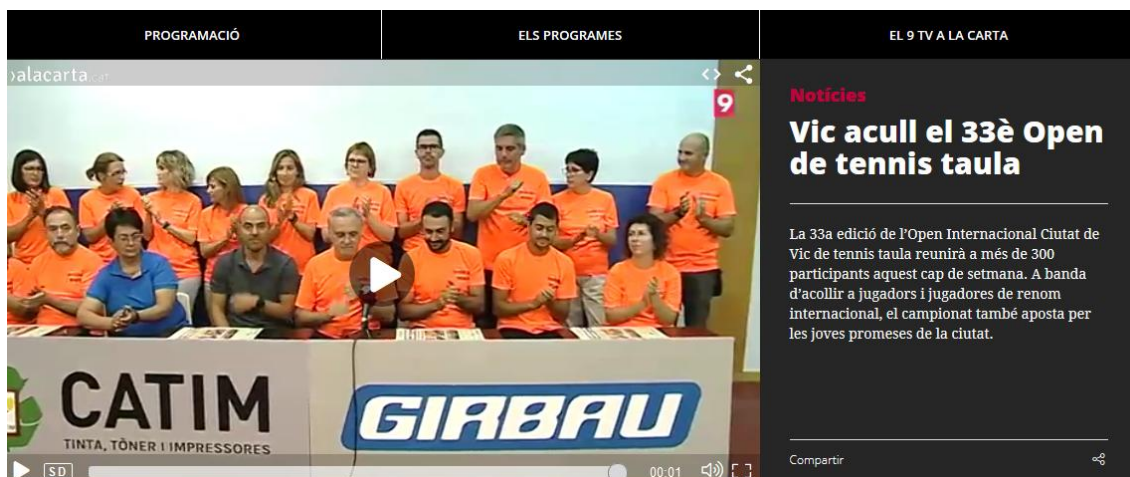 PROGRAMACIÓ
ELS PROGRAMES
EL 9 TV A LA CARTA
alacarta.cat
9
CATIM
TINTA, TÒNER I IMPRESSORES
GIRBAU
SD
00:01
Notícies
Vic acull el 33è Open
de tennis taula
La 33a edició de l’Open Internacional Ciutat de
Vic de tennis taula reunirà a més de 300
participants aquest cap de setmana. A banda
d’acollir a jugadors i jugadores de renom
internacional, el campionat també aposta per
les joves promeses de la ciutat.
Compartir